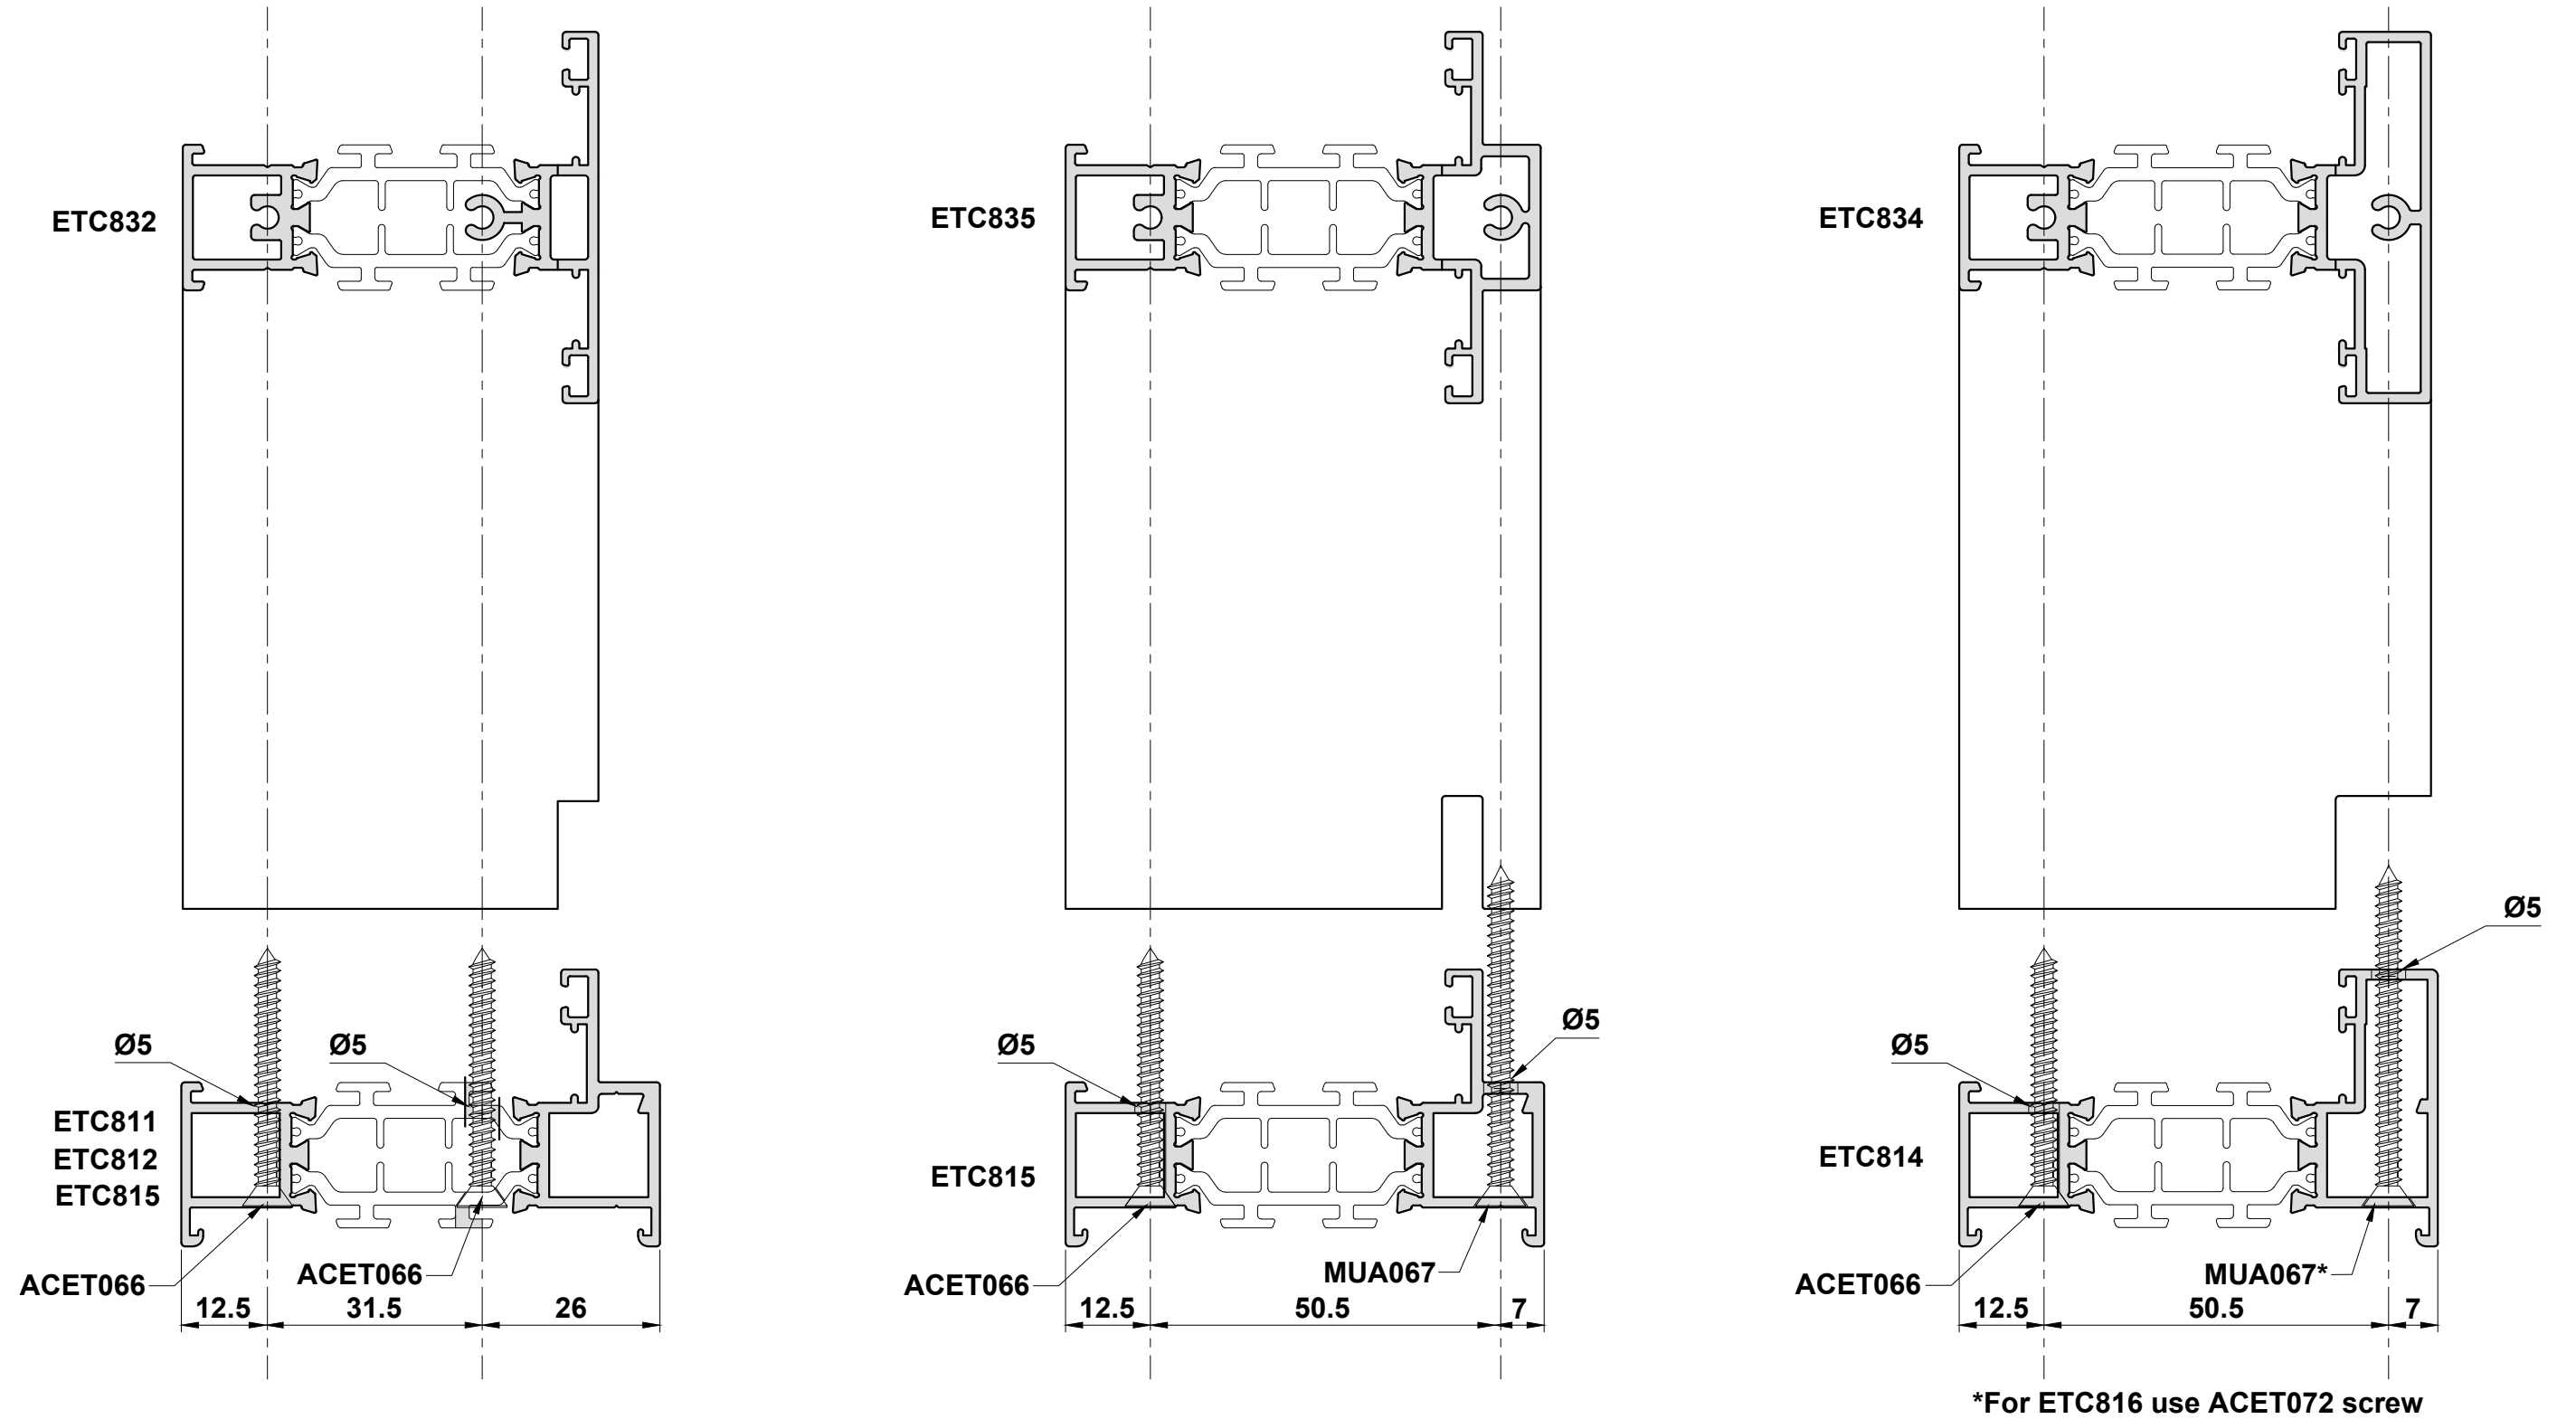 ETC832
Ø5
Ø5
ETC811
ETC812
ETC815
ACET066
ACET066
12.5
31.5
26
ETC835
Ø5
Ø5
ETC815
ACET066
MUA067
12.5
50.5
7
ETC834
Ø5
Ø5
ETC814
ACET066
MUA067*
12.5
50.5
7
*For ETC816 use ACET072 screw